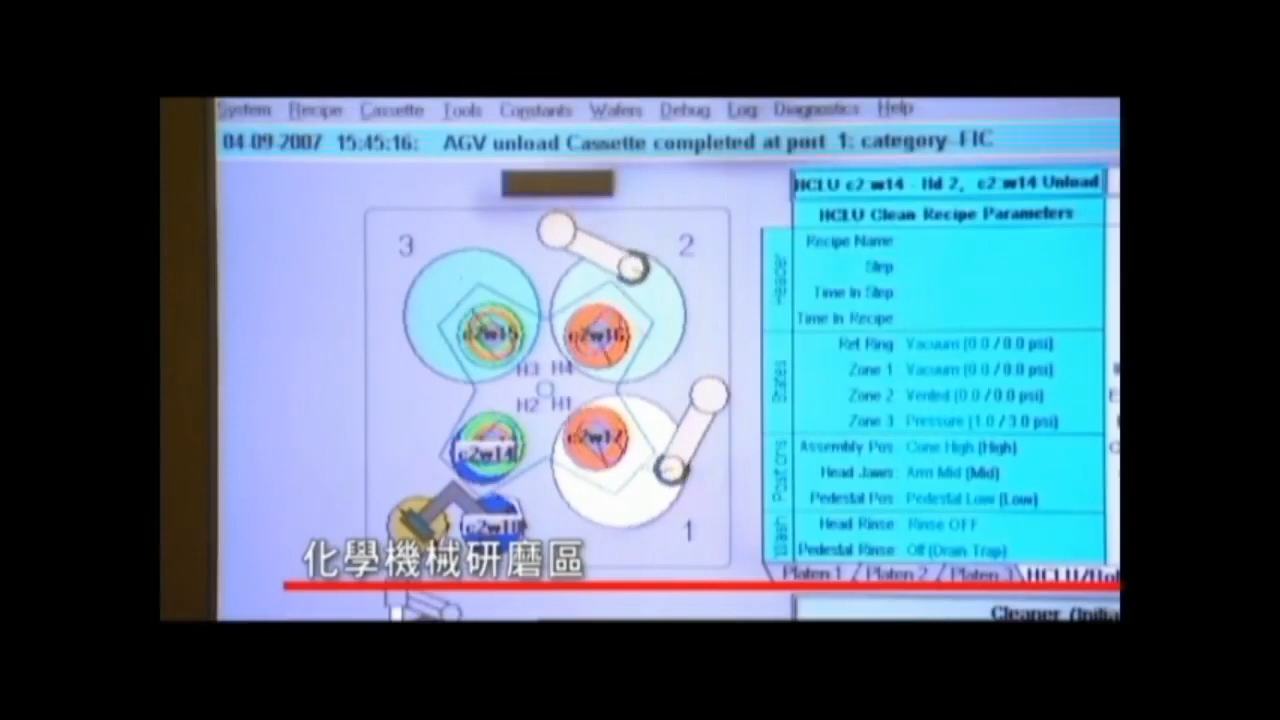 System Recipe Cassette Tools Constants Wafers Debug Log Diagnostics Help
04-09-2007 15:45:16: AGV unload Cassette completed at port 1: category FIC
HCLU c2 w14 - Hd 2, c2 w14 Unload
HCLU Clean Recipe Parameters
Header
Recipe Name
Step
Time In Step
Time In Recipe
States
Ret Ring Vacuum (0.0 / 0.0 psi)
Zone 1 Vacuum (0.0 / 0.0 psi)
Zone 2 Vented (0.0 / 0.0 psi)
Zone 3 Pressure (1.0 / 3.0 psi)
Positions
Assembly Pos Cone High (High)
Head Jaws Arm Mid (Mid)
Pedestal Pos Pedestal Low (Low)
Wash
Head Rinse Rinse OFF
Pedestal Rinse Off (Drain Trap)
Platen 1 Platen 2 Platen 3
Cleaner
3
2
c2w15
c2w16
H3 H4
H2 H1
c2w14
c2w17
1
化學機械研磨區